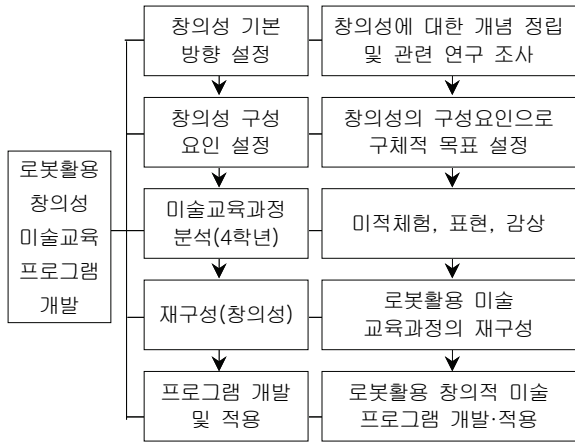 창의성 기본
방향 설정
창의성에 대한 개념 정립
및 관련 연구 조사
창의성 구성
요인 설정
창의성의 구성요인으로
구체적 목표 설정
로봇활용
창의성
미술교육
프로그램
개발
미술교육과정
분석(4학년)
미적체험, 표현, 감상
재구성(창의성)
로봇활용 미술
교육과정의 재구성
프로그램 개발
및 적용
로봇활용 창의적 미술
프로그램 개발·적용